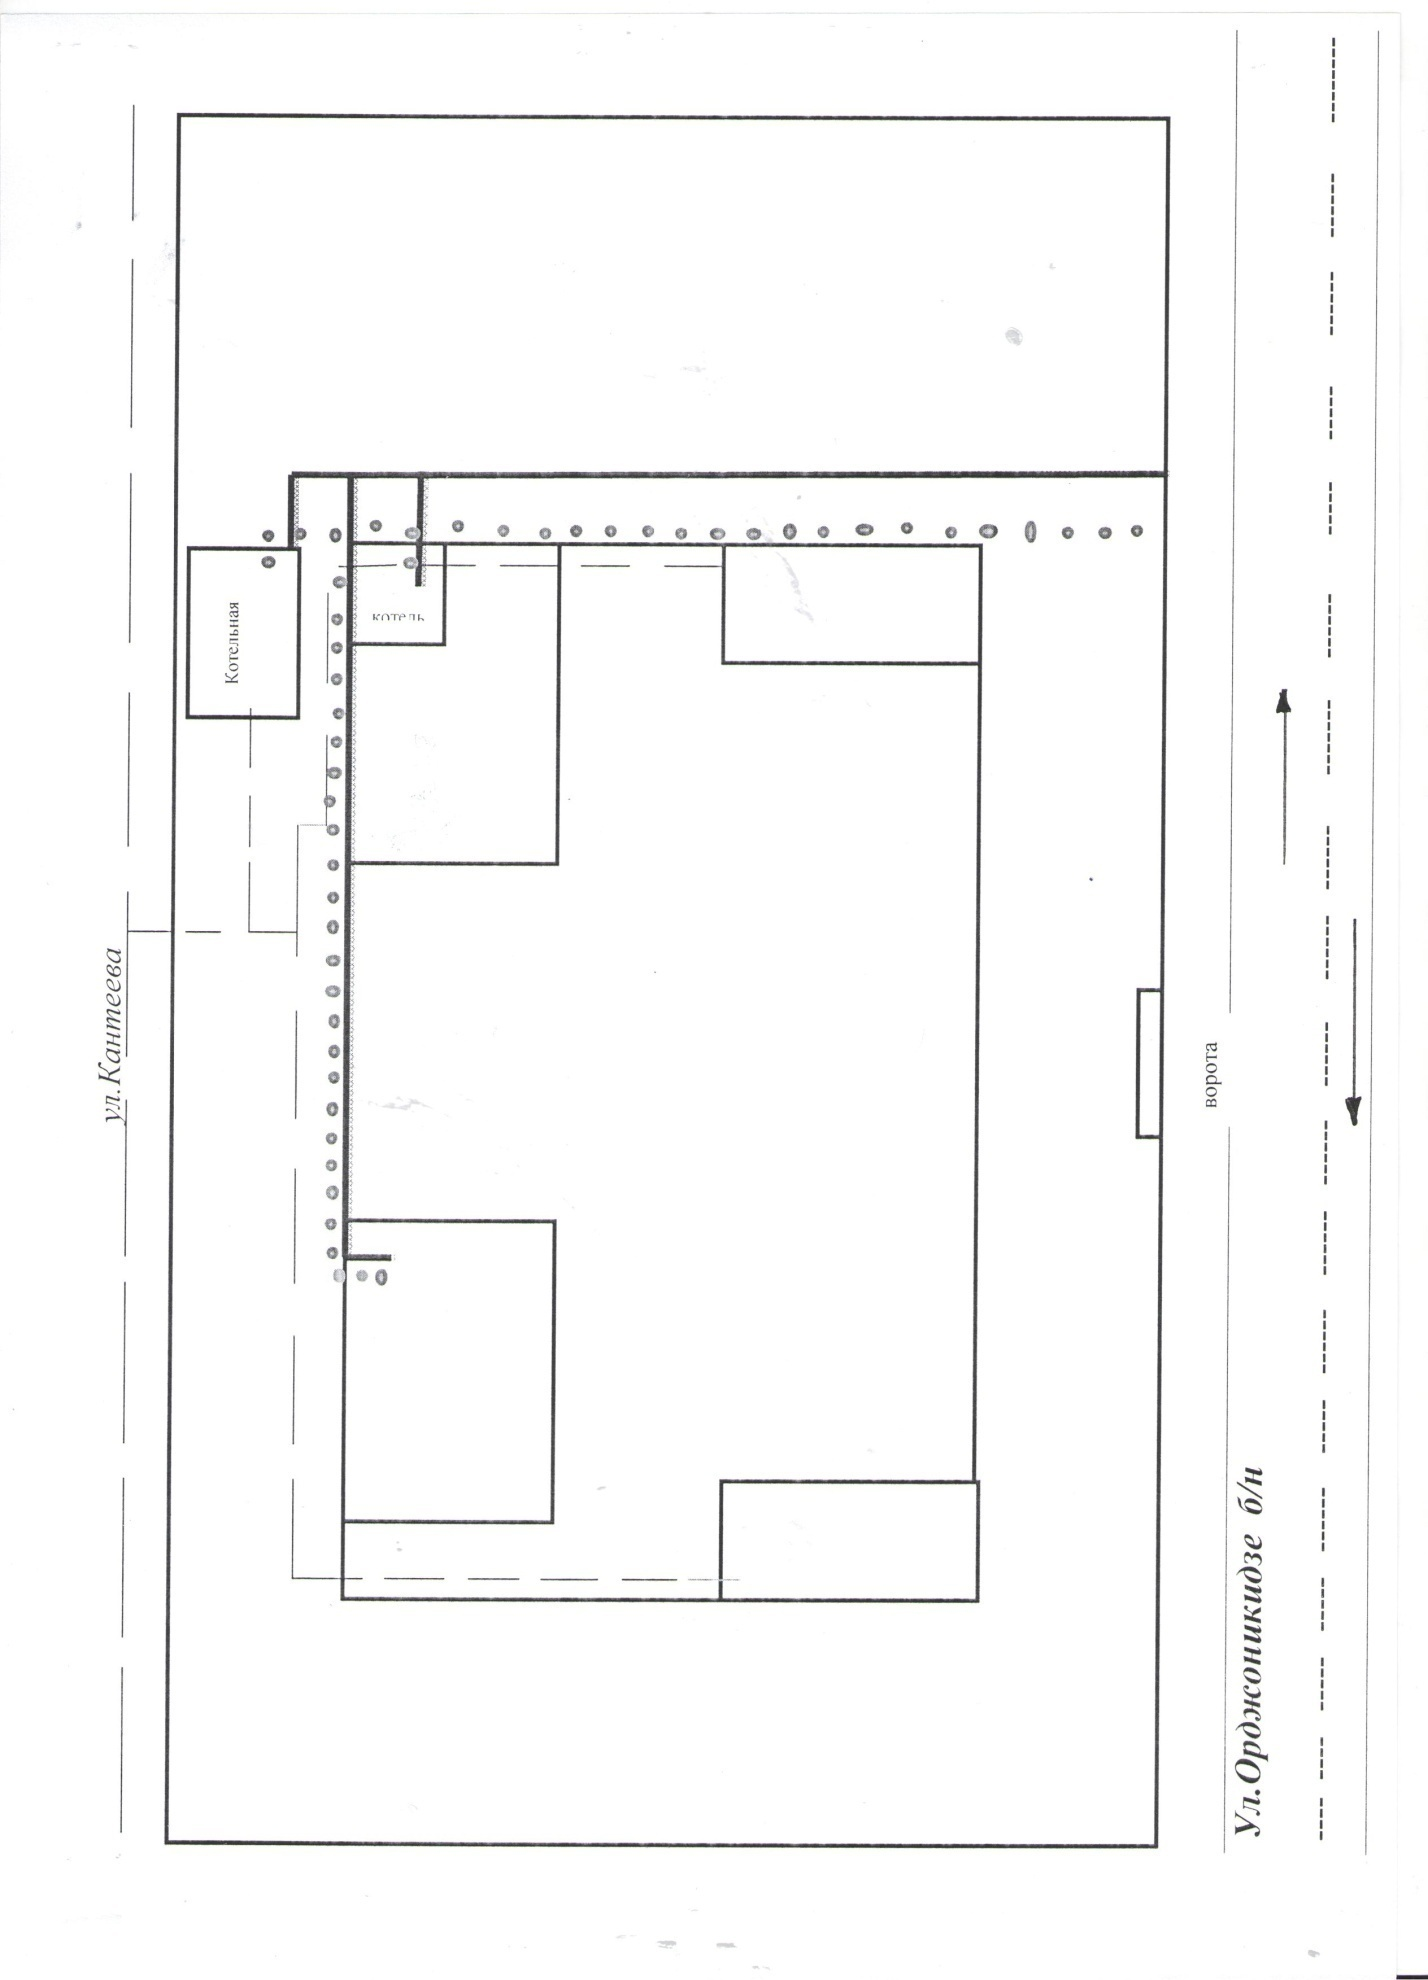 ул.Кантеева
Котельная
котель
ворота
Ул.Орджоникидзе б/н